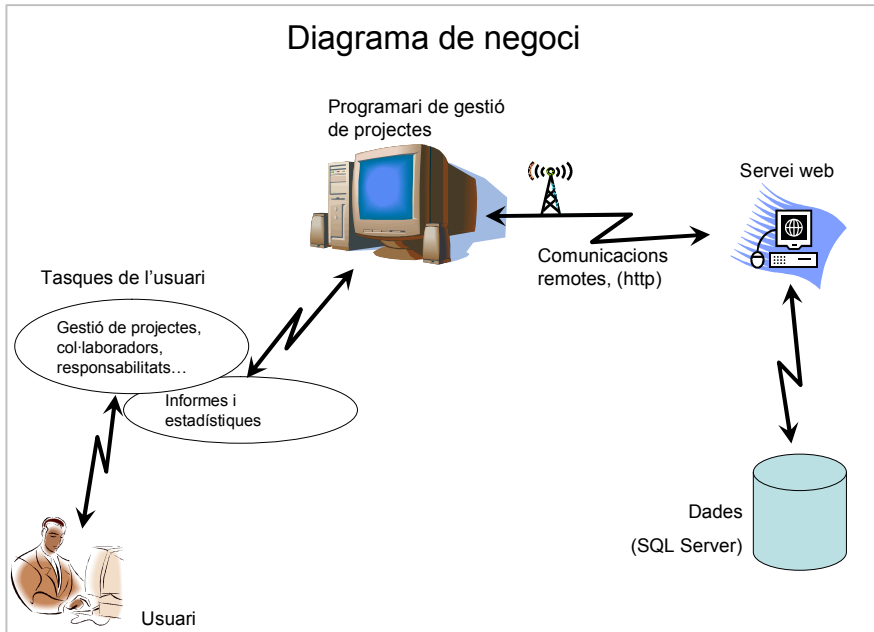 Diagrama de negoci
Programari de gestió
de projectes
Servei web
Comunicacions
remotes, (http)
Tasques de l’usuari
Gestió de projectes,
col·laboradors,
responsabilitats…
Informes i
estadístiques
Dades
(SQL Server)
Usuari